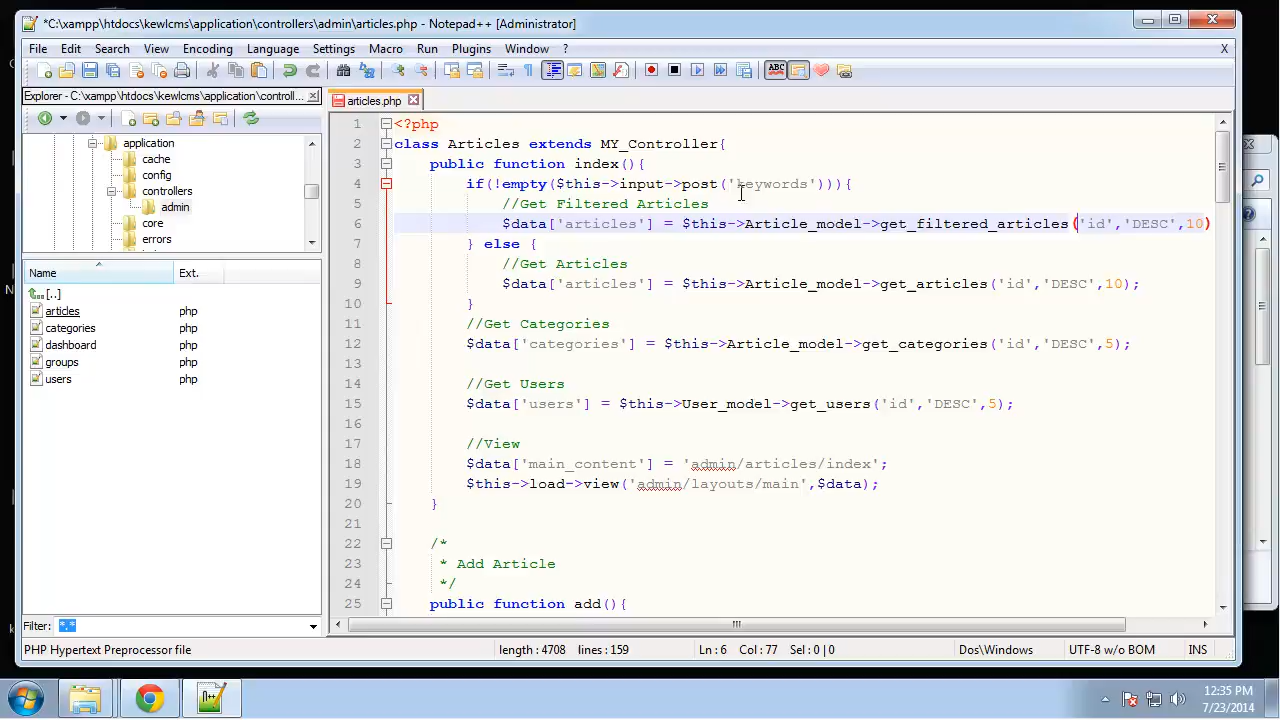 *C:\xampp\htdocs\kewlcms\application\controllers\admin\articles.php - Notepad++ [Administrator]
File Edit Search View Encoding Language Settings Macro Run Plugins Window ? X
Explorer - C:\xampp\htdocs\kewlcms\application\controll...
articles.php
application
cache
config
controllers
admin
core
errors
Name Ext.
[..]
articles php
categories php
dashboard php
groups php
users php
Filter: *.*
1 <?php
2 class Articles extends MY_Controller{
3 public function index(){
4 if(!empty($this->input->post('keywords'))){
5 //Get Filtered Articles
6 $data['articles'] = $this->Article_model->get_filtered_articles('id','DESC',10)
7 } else {
8 //Get Articles
9 $data['articles'] = $this->Article_model->get_articles('id','DESC',10);
10 }
11 //Get Categories
12 $data['categories'] = $this->Article_model->get_categories('id','DESC',5);
13
14 //Get Users
15 $data['users'] = $this->User_model->get_users('id','DESC',5);
16
17 //View
18 $data['main_content'] = 'admin/articles/index';
19 $this->load->view('admin/layouts/main',$data);
20 }
21
22 /*
23 * Add Article
24 */
25 public function add(){
PHP Hypertext Preprocessor file length : 4708 lines : 159 Ln : 6 Col : 77 Sel : 0 | 0 Dos\Windows UTF-8 w/o BOM INS
12:35 PM
7/23/2014